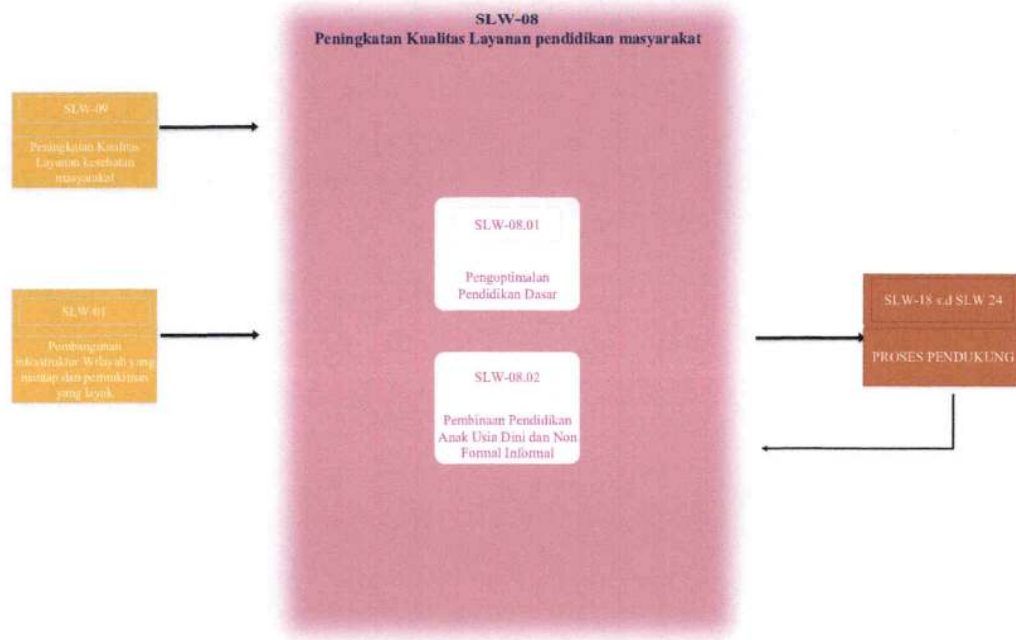 SLW-08
Peningkatan Kualitas Layanan pendidikan masyarakat
SLW-09
Peningkatan Kualitas
Layanan kesehatan
masyarakat
SLW-08.01
Pengoptimalan
Pendidikan Dasar
SLW-01
Pembangunan
infrastruktur Wilayah yang
mantap dan permukiman
yang layak
SLW-18 s.d SLW 24
PROSES PENDUKUNG
SLW-08.02
Pembinaan Pendidikan
Anak Usia Dini dan Non
Formal Informal